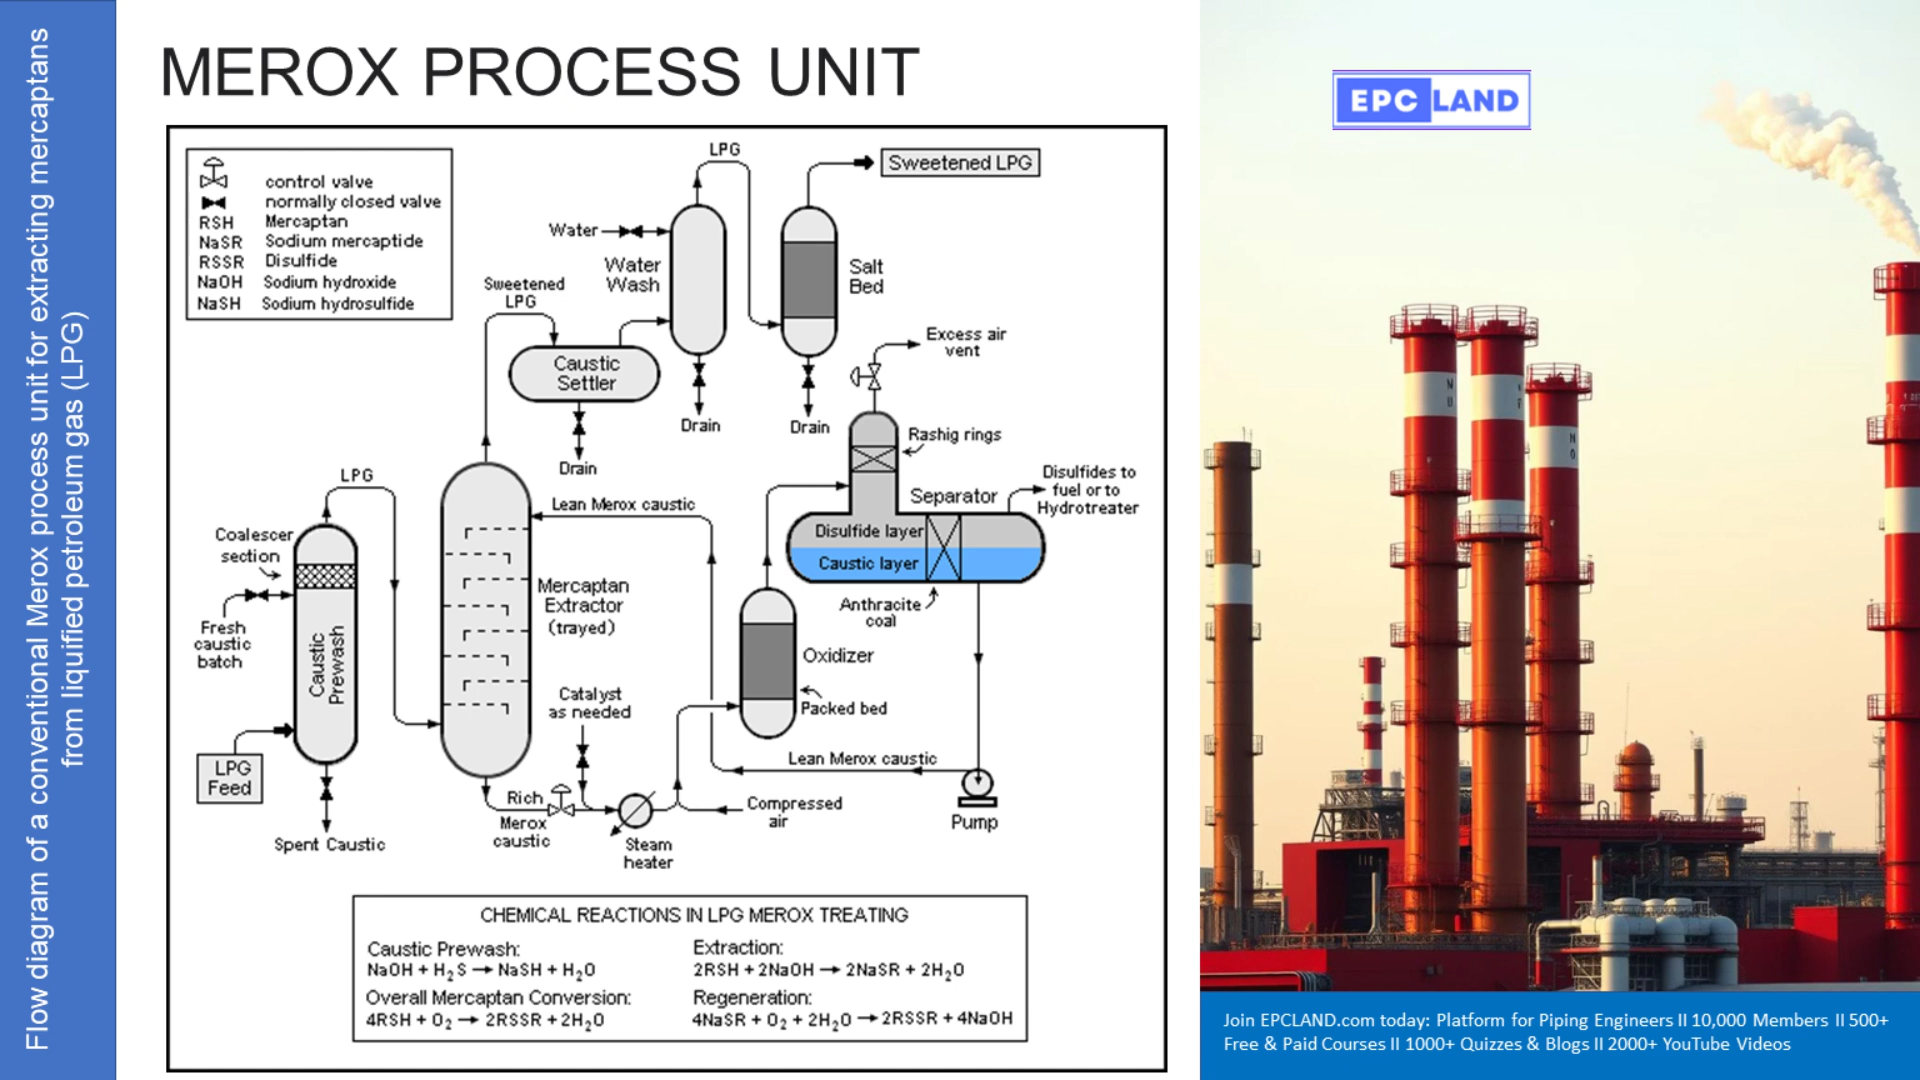 Flow diagram of a conventional Merox process unit for extracting mercaptans
from liquified petroleum gas (LPG)
MEROX PROCESS UNIT
control valve
normally closed valve
RSH Mercaptan
NaSR Sodium mercaptide
RSSR Disulfide
NaOH Sodium hydroxide
NaSH Sodium hydrosulfide
LPG
Sweetened LPG
Water
Water
Wash
Salt
Bed
Sweetened
LPG
Caustic
Settler
Drain
Drain
Drain
Excess air
vent
Rashig rings
Separator
Disulfides to
fuel or to
Hydrotreater
Disulfide layer
Caustic layer
Anthracite
coal
LPG
Coalescer
section
Fresh
caustic
batch
Caustic
Prewash
LPG
Feed
Spent Caustic
Lean Merox caustic
Mercaptan
Extractor
(trayed)
Catalyst
as needed
Oxidizer
Packed bed
Lean Merox caustic
Rich
Merox
caustic
Steam
heater
Compressed
air
Pump
CHEMICAL REACTIONS IN LPG MEROX TREATING
Caustic Prewash:
NaOH + H₂S → NaSH + H₂O
Extraction:
2RSH + 2NaOH → 2NaSR + 2H₂O
Overall Mercaptan Conversion:
4RSH + O₂ → 2RSSR + 2H₂O
Regeneration:
4NaSR + O₂ + 2H₂O → 2RSSR + 4NaOH
EPC LAND
Join EPCLAND.com today: Platform for Piping Engineers II 10,000 Members II 500+
Free & Paid Courses II 1000+ Quizzes & Blogs II 2000+ YouTube Videos